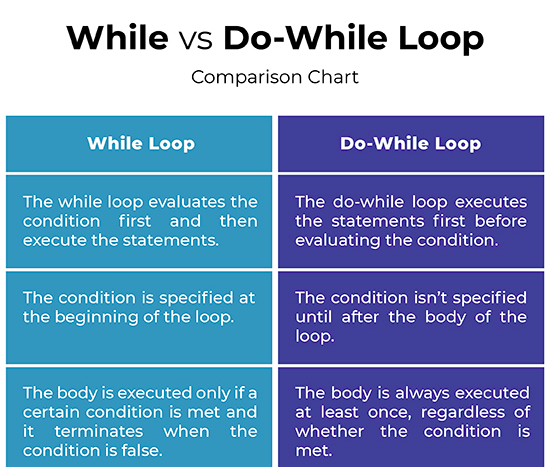 While vs Do-While Loop
Comparison Chart
While Loop
Do-While Loop
The while loop evaluates the
condition first and then
execute the statements.
The do-while loop executes
the statements first before
evaluating the condition.
The condition is specified at
the beginning of the loop.
The condition isn’t specified
until after the body of the
loop.
The body is executed only if a
certain condition is met and
it terminates when the
condition is false.
The body is always executed
at least once, regardless of
whether the condition is
met.